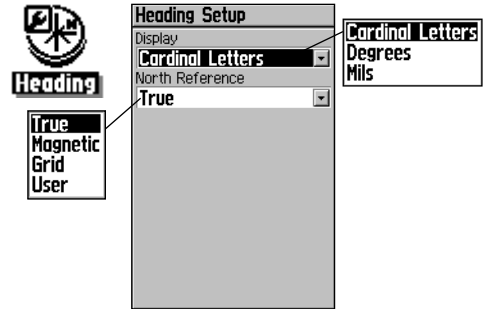 Heading
Heading Setup
Display
Cardinal Letters
North Reference
True
Cardinal Letters
Degrees
Mils
True
Magnetic
Grid
User